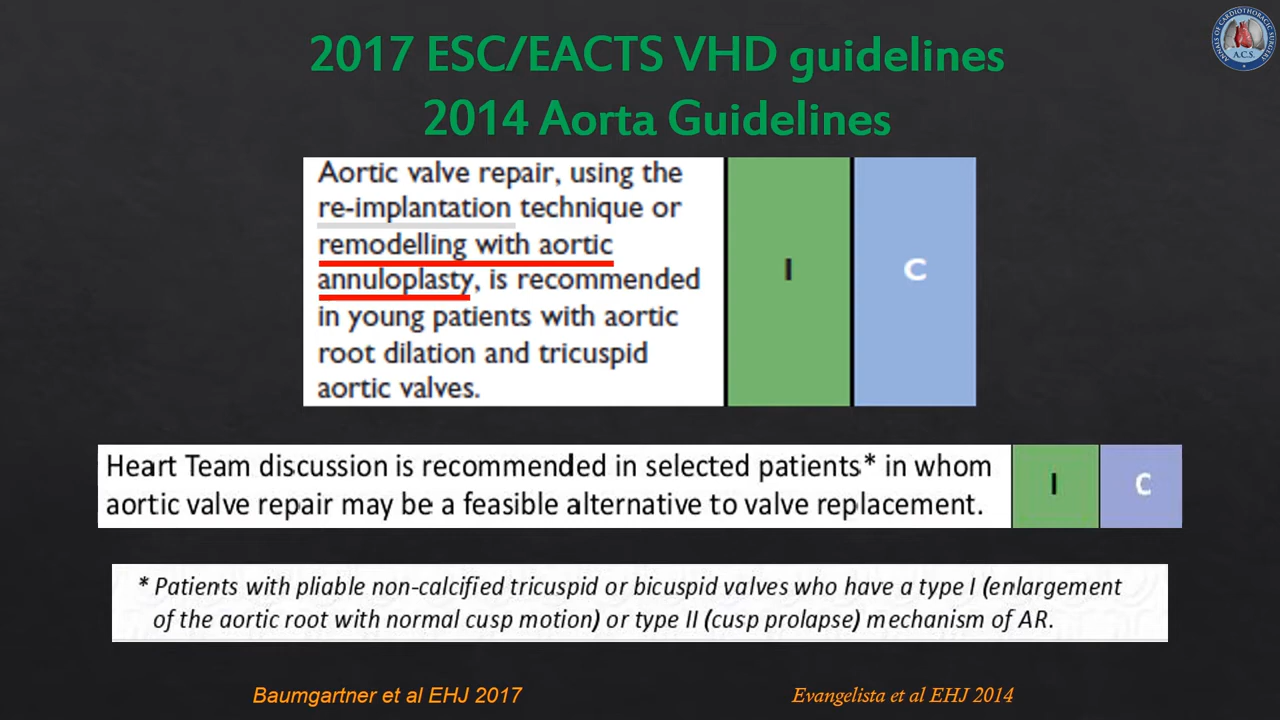 2017 ESC/EACTS VHD guidelines
2014 Aorta Guidelines
ANNALS OF CARDIOTHORACIC SURGERY
A.C.S.
Aortic valve repair, using the
re-implantation technique or
remodelling with aortic
annuloplasty, is recommended
in young patients with aortic
root dilation and tricuspid
aortic valves.
I
C
Heart Team discussion is recommended in selected patients* in whom
aortic valve repair may be a feasible alternative to valve replacement.
I
C
* Patients with pliable non-calcified tricuspid or bicuspid valves who have a type I (enlargement
of the aortic root with normal cusp motion) or type II (cusp prolapse) mechanism of AR.
Baumgartner et al EHJ 2017
Evangelista et al EHJ 2014